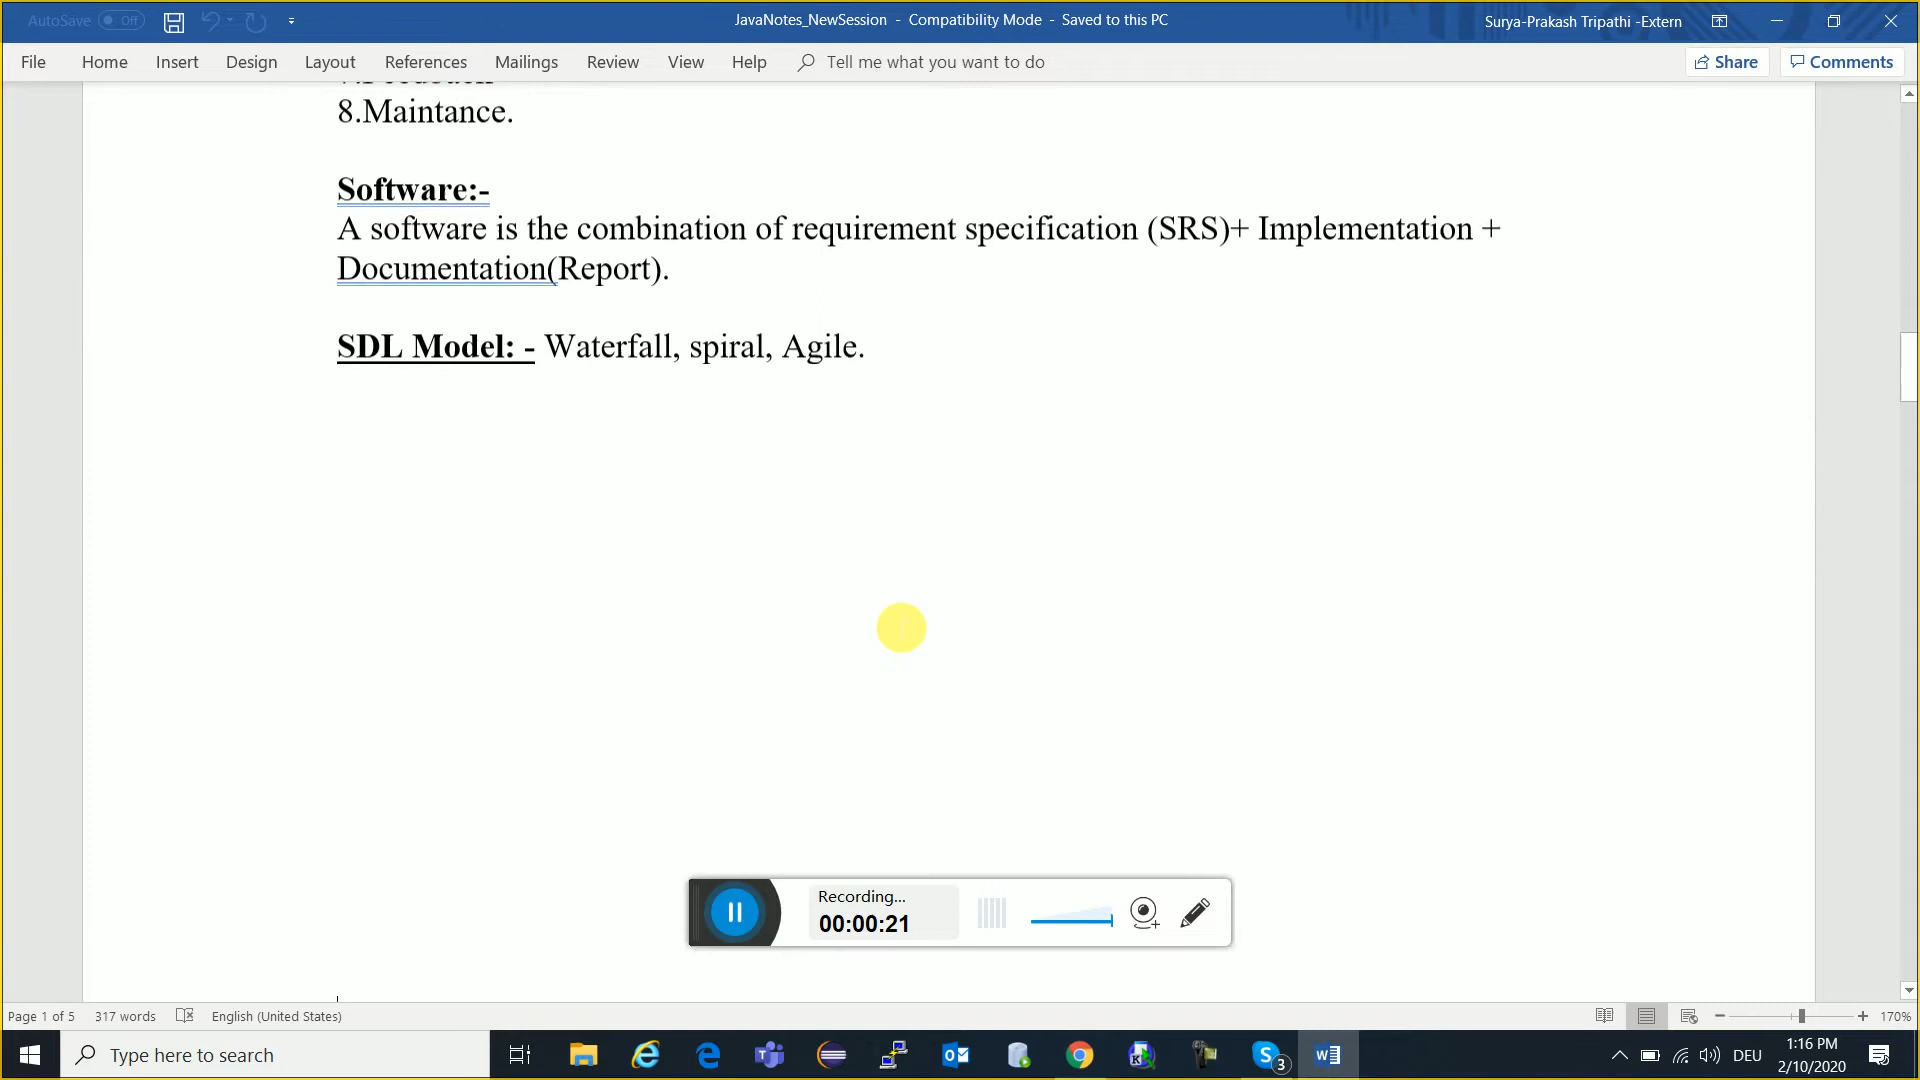 AutoSave Off
JavaNotes_NewSession - Compatibility Mode - Saved to this PC
Surya-Prakash Tripathi -Extern
File Home Insert Design Layout References Mailings Review View Help Tell me what you want to do Share Comments
8.Maintance.
Software:-
A software is the combination of requirement specification (SRS)+ Implementation +
Documentation(Report).
SDL Model: - Waterfall, spiral, Agile.
Recording...
00:00:21
Page 1 of 5 317 words English (United States) 170%
Type here to search
3
DEU
1:16 PM
2/10/2020